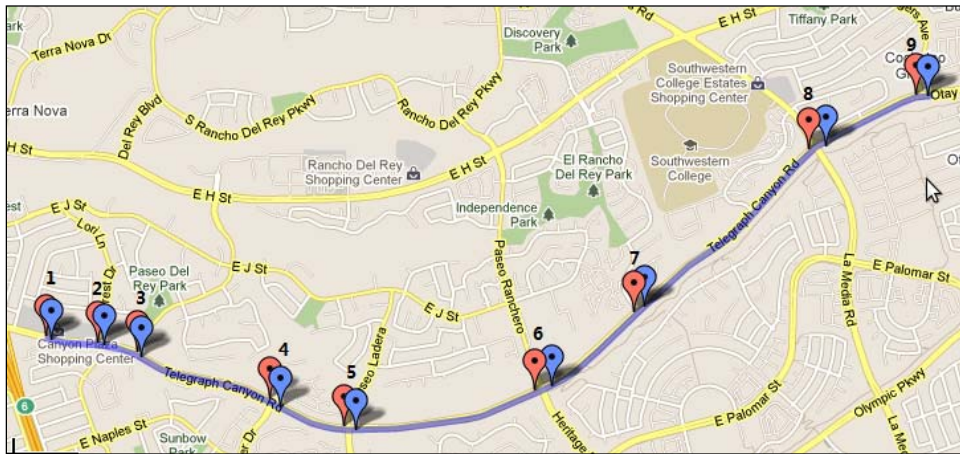 Terra Nova Dr
Discovery
Park
E H St
Tiffany Park
Southwestern
College Estates
Shopping Center
9
Otay
8
Terra Nova
Del Rey Blvd
S Rancho Del Rey Pkwy
Rancho Del Rey Pkwy
H St
E H St
Rancho Del Rey
Shopping Center
E H St
El Rancho
Del Rey Park
Southwestern
College
Telegraph Canyon Rd
Independence
Park
E J St
Lori Ln
Paseo Del
Rey Park
E J St
Paseo Ranchero
7
La Media Rd
E Palomar St
1
2
3
E J St
Canyon Plaza
Shopping Center
4
Telegraph Canyon Rd
5
6
E Palomar St
Olympic Pkwy
6
E Naples St
Sunbow
Park
Heritage